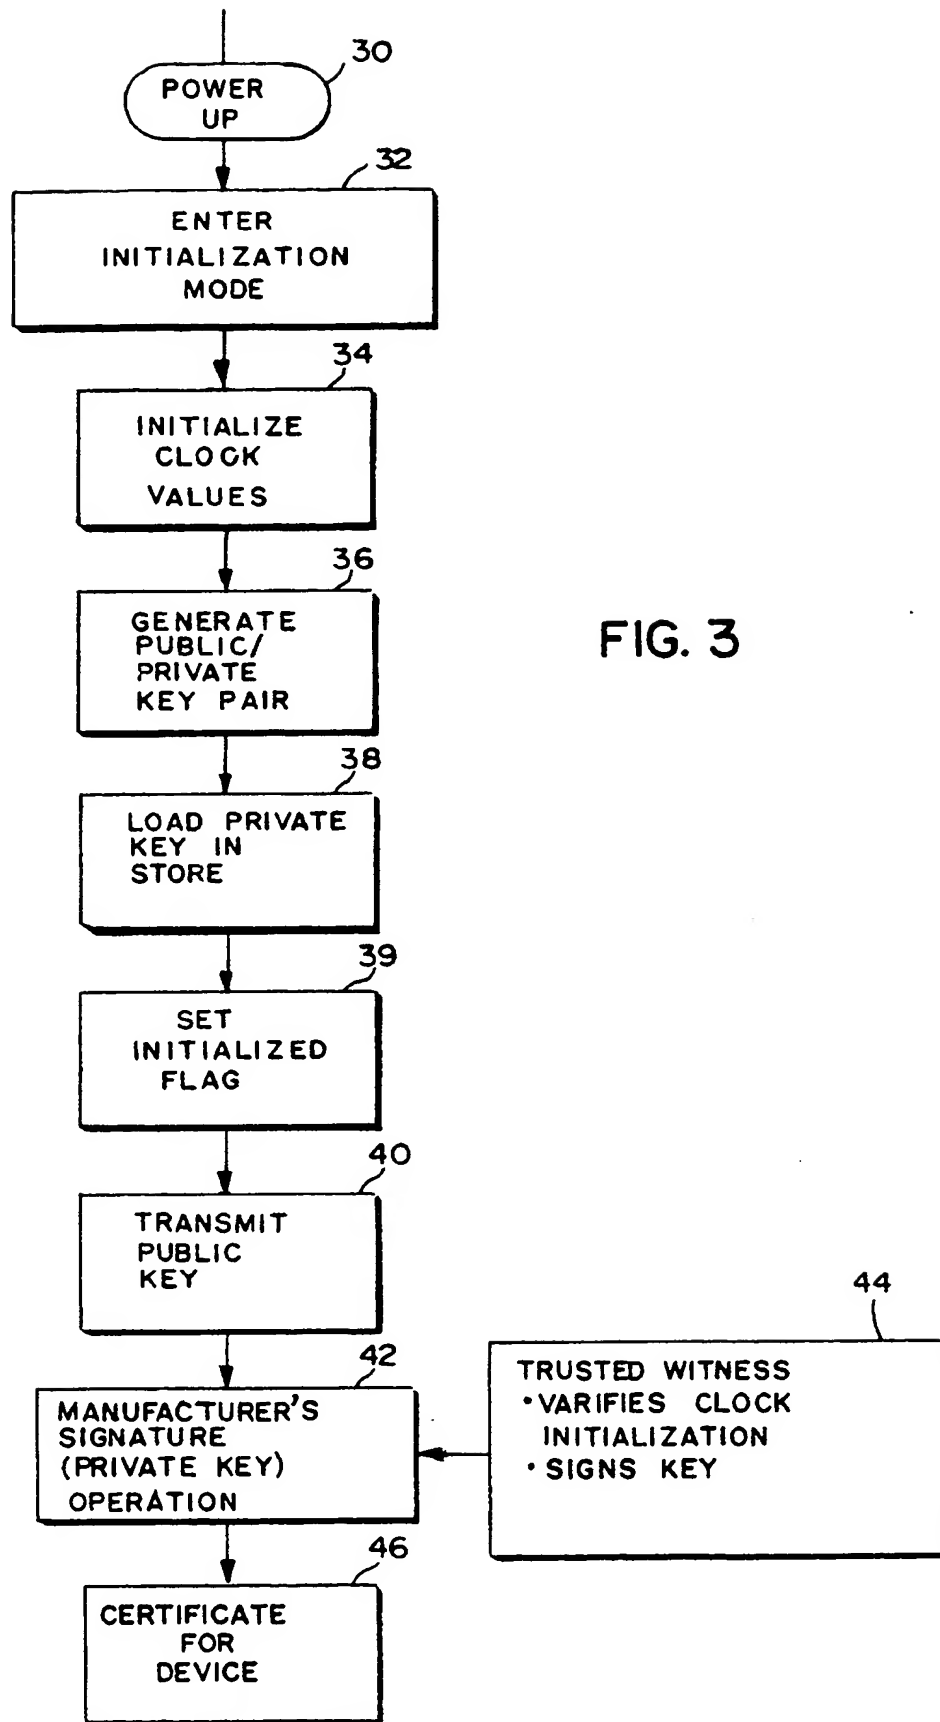 30
POWER
UP
32
ENTER
INITIALIZATION
MODE
34
INITIALIZE
CLOCK
VALUES
36
GENERATE
PUBLIC/
PRIVATE
KEY PAIR
FIG. 3
38
LOAD PRIVATE
KEY IN
STORE
39
SET
INITIALIZED
FLAG
40
TRANSMIT
PUBLIC
KEY
42
MANUFACTURER'S
SIGNATURE
(PRIVATE KEY)
OPERATION
44
TRUSTED WITNESS
• VARIFIES CLOCK
INITIALIZATION
• SIGNS KEY
46
CERTIFICATE
FOR
DEVICE